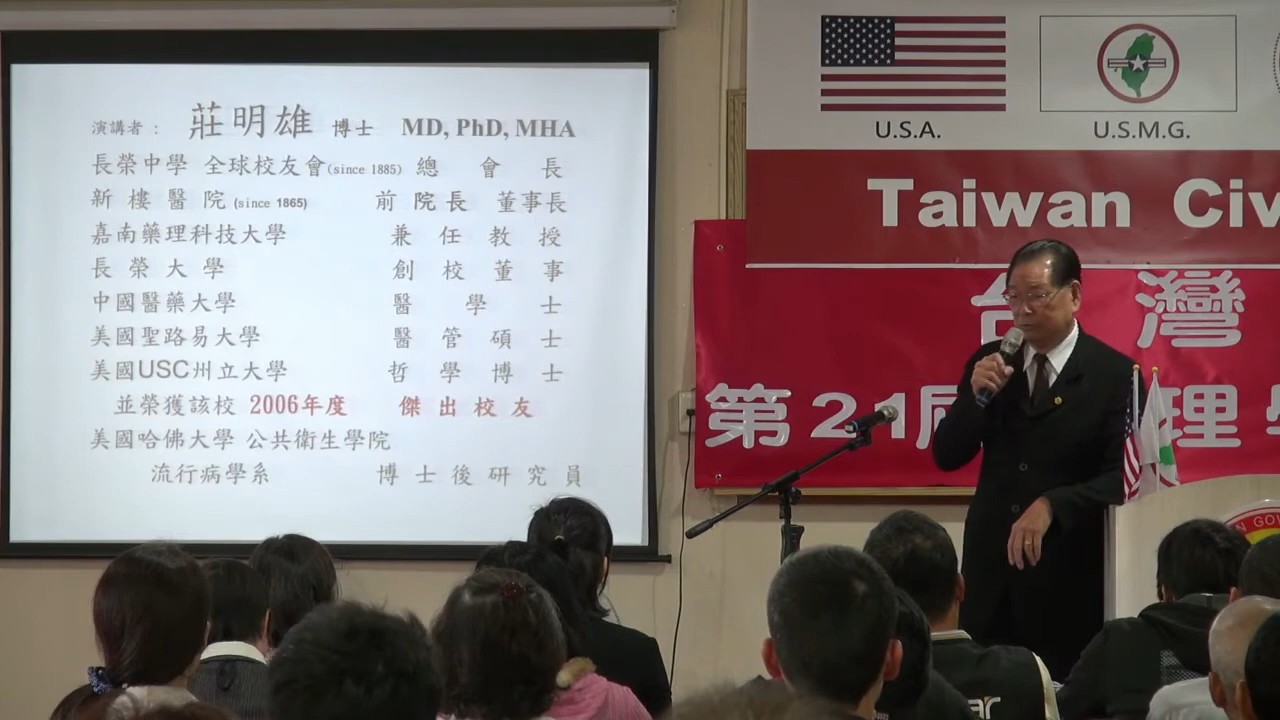 演講者： 莊明雄 博士 MD, PhD, MHA
長榮中學 全球校友會(since 1885) 總會長
新樓醫院 (since 1865) 前院長 董事長
嘉南藥理科技大學 兼任教授
長榮大學 創校董事
中國醫藥大學 醫學士
美國聖路易大學 醫管碩士
美國USC州立大學 哲學博士
並榮獲該校 2006年度 傑出校友
美國哈佛大學 公共衛生學院
流行病學系 博士後研究員
U.S.A.
U.S.M.G.
Taiwan Civ
台灣
第21屆 理學
N GOV
ar